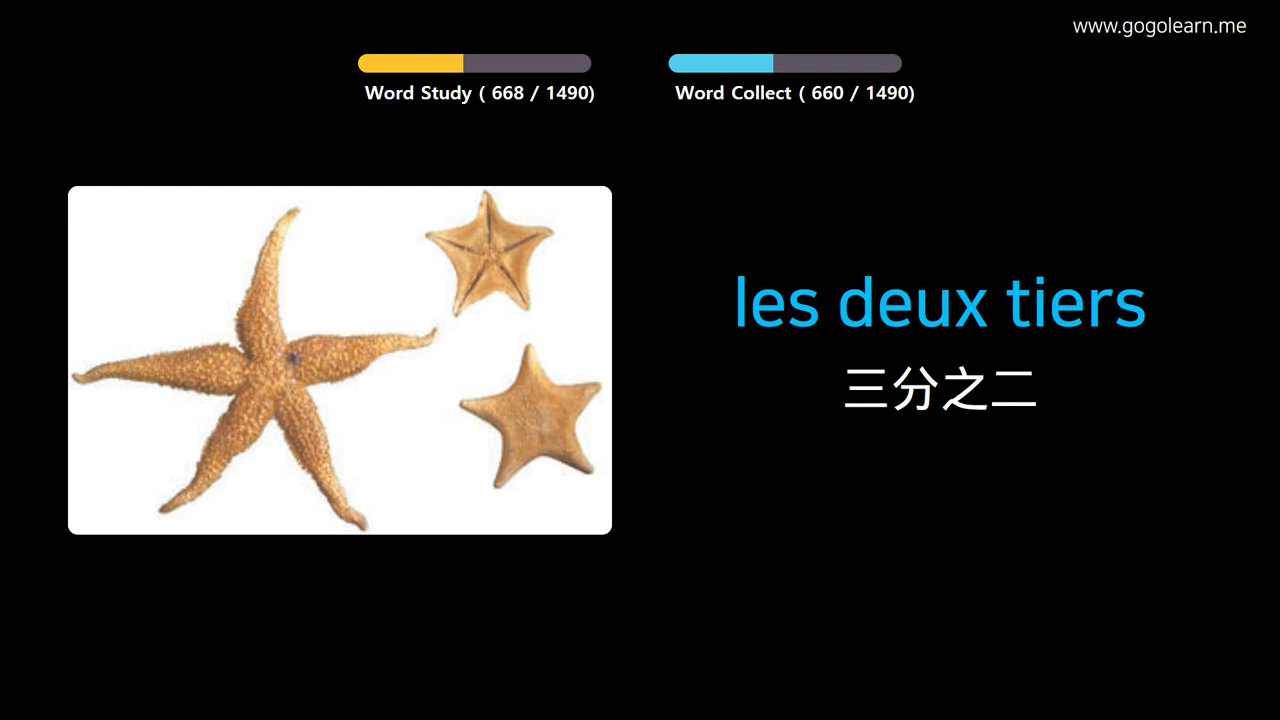 www.gogolearn.me
Word Study ( 668 / 1490)
Word Collect ( 660 / 1490)
les deux tiers
三分之二